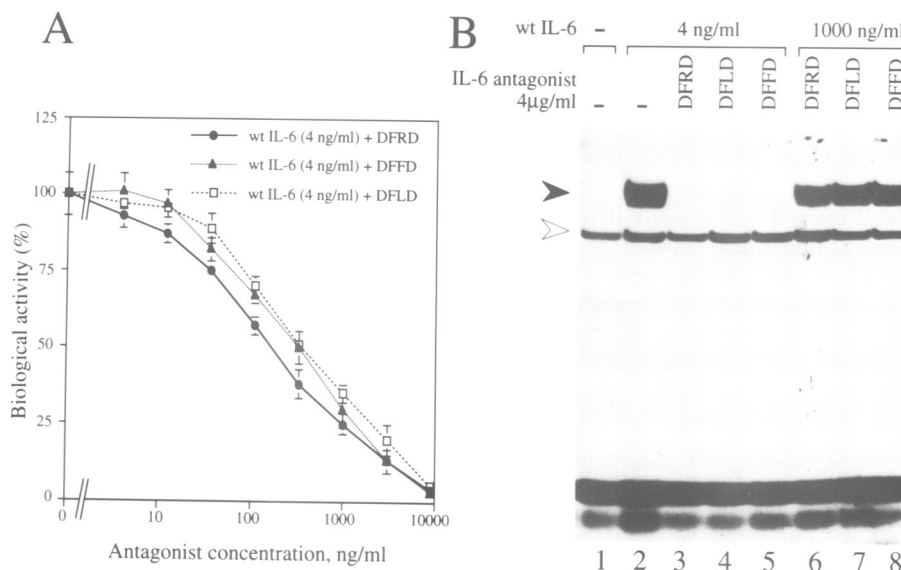 A
125
100
75
50
25
0
Biological activity (%)
wt IL-6 (4 ng/ml) + DFRD
wt IL-6 (4 ng/ml) + DFFD
wt IL-6 (4 ng/ml) + DFLD
0 10 100 1000 10000
Antagonist concentration, ng/ml
B
wt IL-6 - 4 ng/ml 1000 ng/ml
IL-6 antagonist
4µg/ml - - DFRD DFLD DFFD DFRD DFLD DFFD
1 2 3 4 5 6 7 8